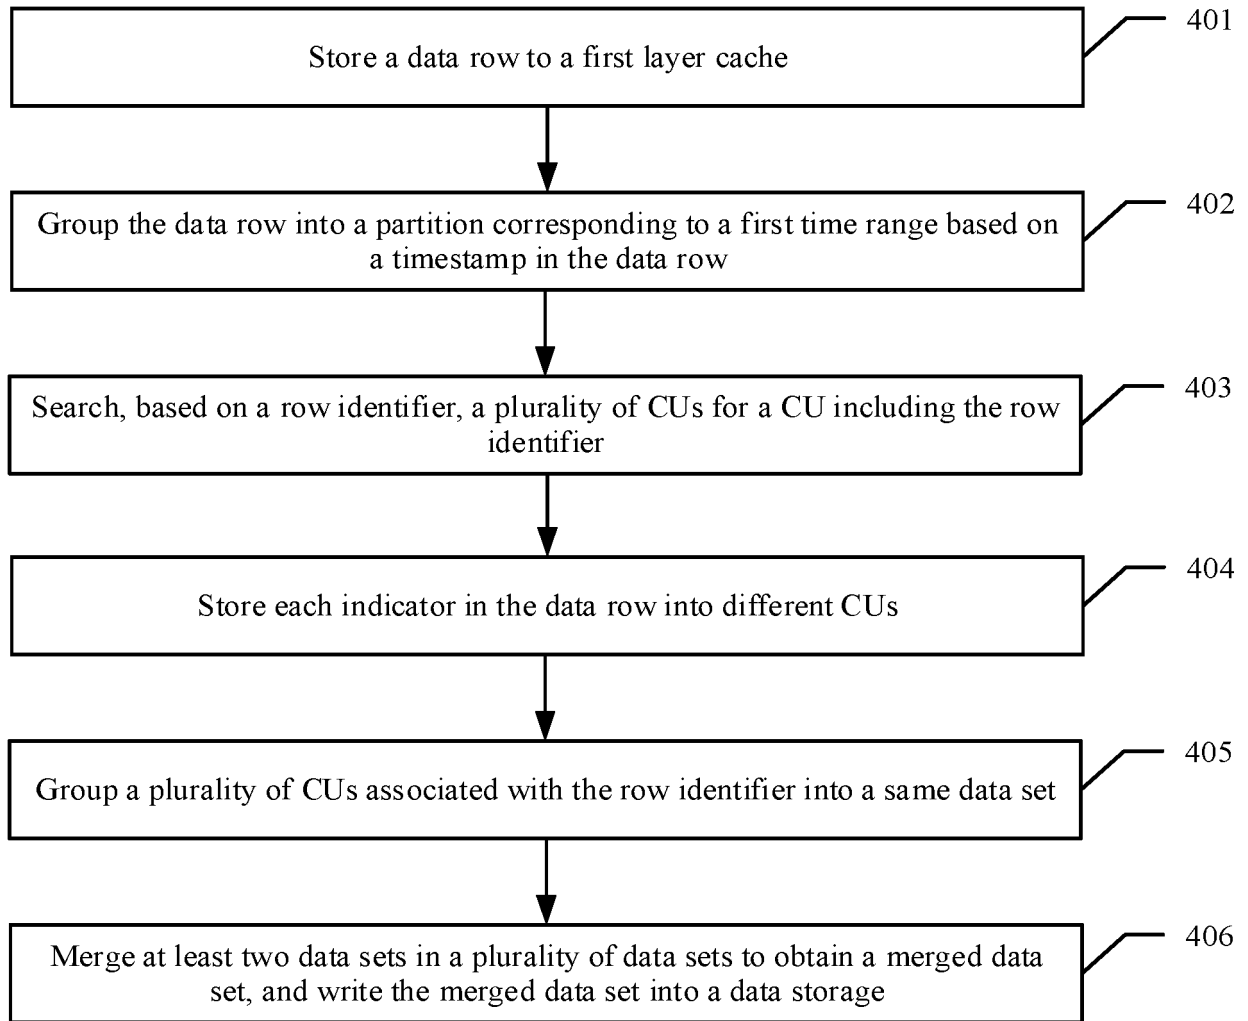 401
Store a data row to a first layer cache
402
Group the data row into a partition corresponding to a first time range based on
a timestamp in the data row
403
Search, based on a row identifier, a plurality of CUs for a CU including the row
identifier
404
Store each indicator in the data row into different CUs
405
Group a plurality of CUs associated with the row identifier into a same data set
406
Merge at least two data sets in a plurality of data sets to obtain a merged data
set, and write the merged data set into a data storage